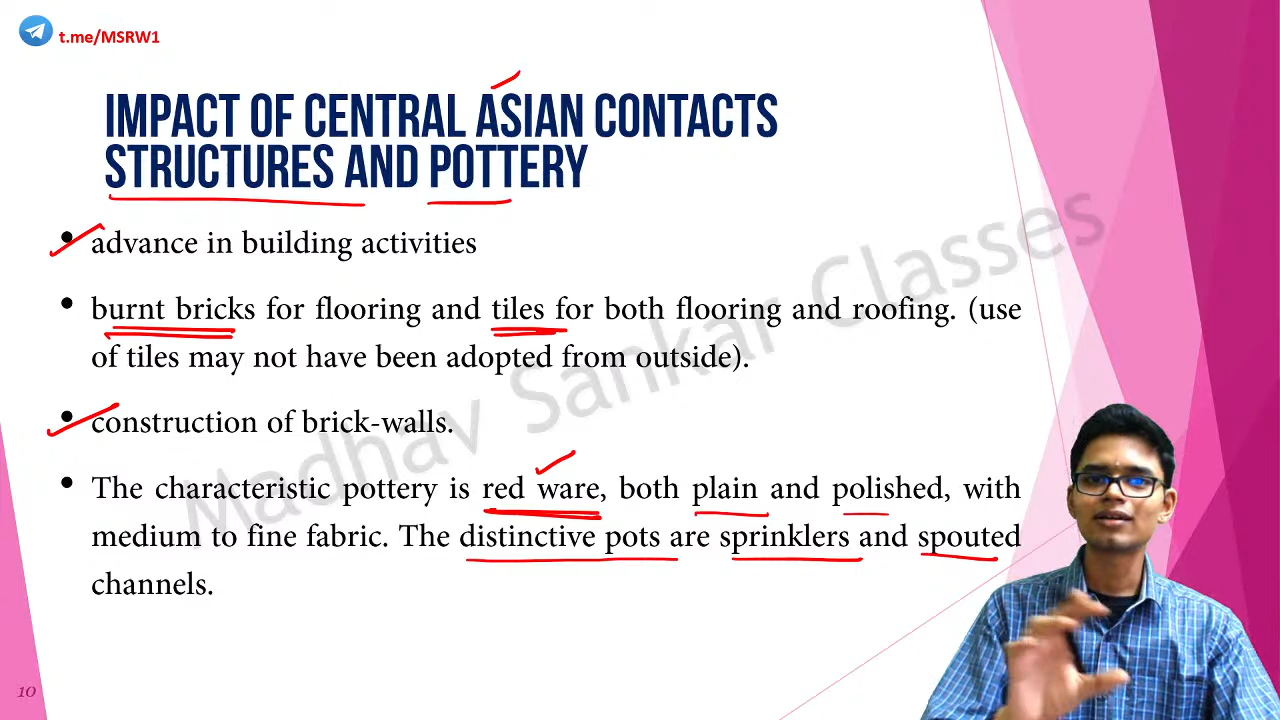 t.me/MSRW1
IMPACT OF CENTRAL ASIAN CONTACTS
STRUCTURES AND POTTERY
• advance in building activities
• burnt bricks for flooring and tiles for both flooring and roofing. (use
of tiles may not have been adopted from outside).
• construction of brick-walls.
• The characteristic pottery is red ware, both plain and polished, with
medium to fine fabric. The distinctive pots are sprinklers and spouted
channels.
Madhav Sankar Classes
10